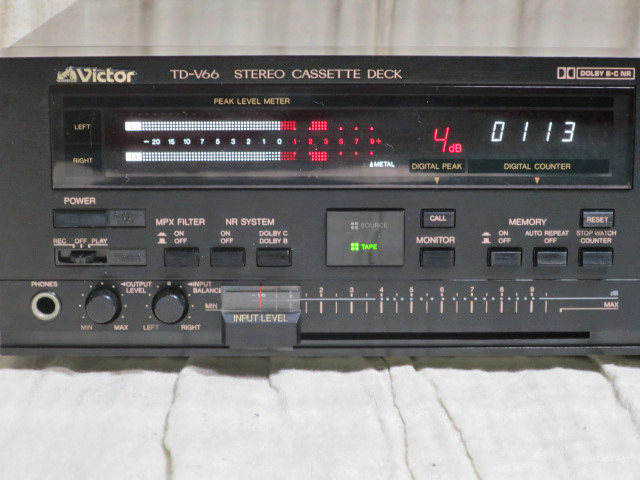 Victor TD-V66 STEREO CASSETTE DECK DOLBY B·C NR
PEAK LEVEL METER
LEFT
— 20 15 10 7 5 3 1 0 1 2 3 5 7 9+
RIGHT
METAL
4 dB
DIGITAL PEAK
0113
DIGITAL COUNTER
POWER
REC OFF PLAY
MPX FILTER
ON
OFF
NR SYSTEM
ON
OFF
DOLBY C
DOLBY B
SOURCE
TAPE
CALL
MONITOR
MEMORY
ON
OFF
AUTO REPEAT
OFF
RESET
STOP WATCH
COUNTER
PHONES
OUTPUT
LEVEL
MIN MAX
INPUT
BALANCE
LEFT RIGHT
MIN
INPUT LEVEL
2 3 4 5 6 7 8 9
dB
MAX